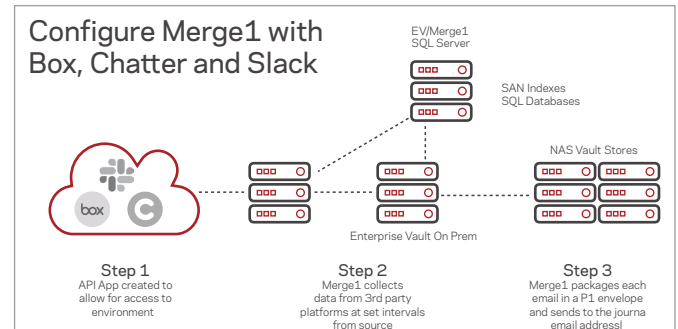 Configure Merge1 with
Box, Chatter and Slack
EV/Merge1
SQL Server
SAN Indexes
SQL Databases
NAS Vault Stores
box
C
Enterprise Vault On Prem
Step 1
API App created to
allow for access to
environment
Step 2
Merge1 collects
data from 3rd party
platforms at set intervals
from source
Step 3
Merge1 packages each
email in a P1 envelope
and sends to the journa
email addressl